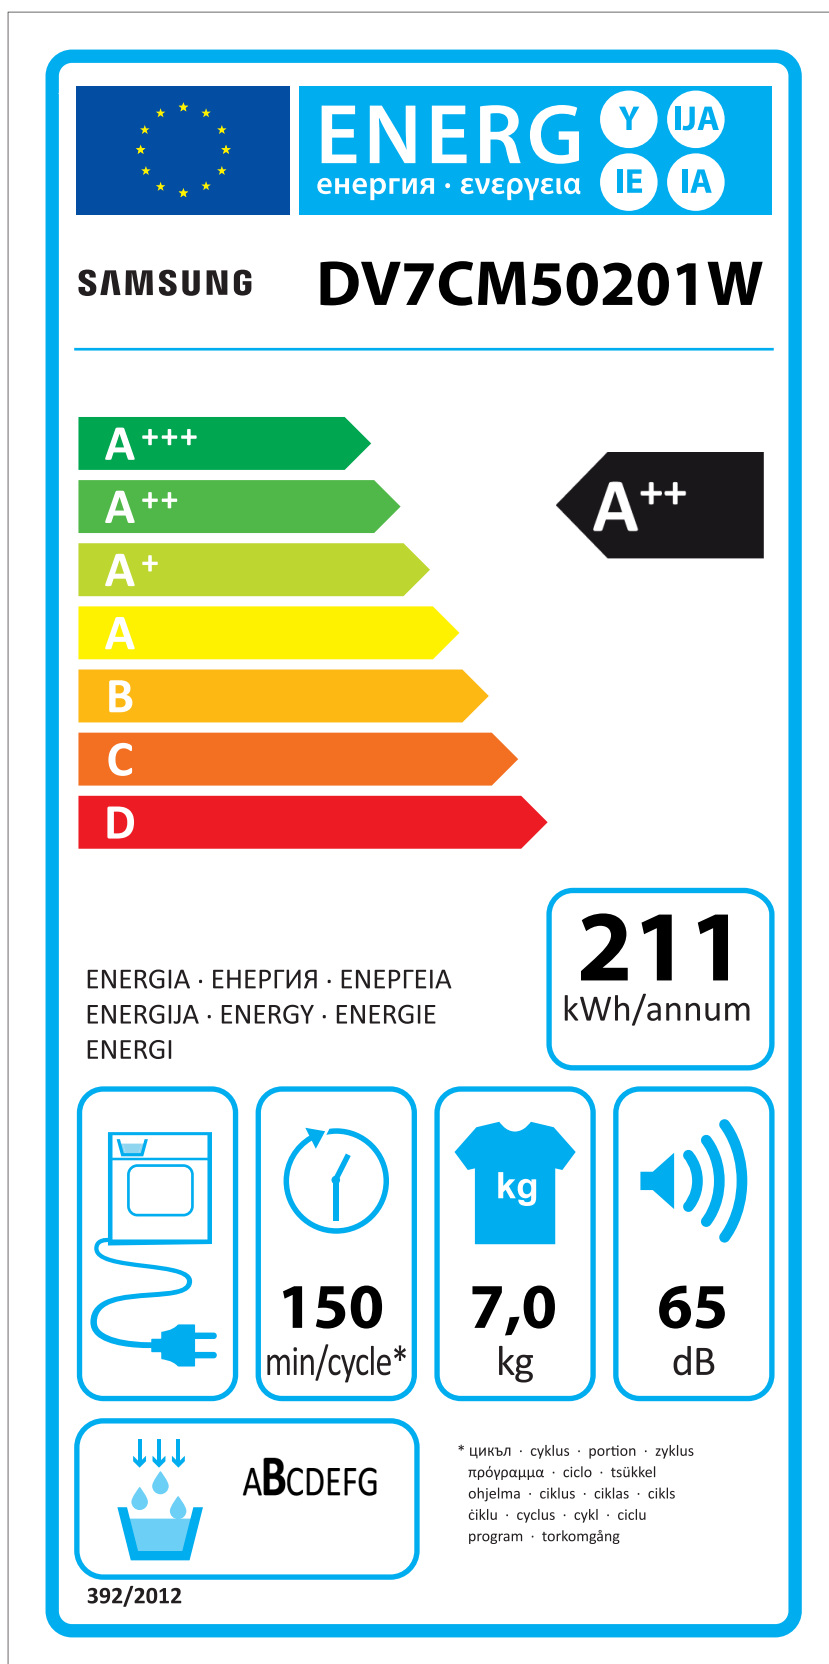 ENERG Y IJA
енергия · ενεργεια IE IA
SAMSUNG DV7CM50201W
A+++
A++
A++
A+
A
B
C
D
211
kWh/annum
ENERGIA · ЕНЕРГИЯ · ΕΝΕΡΓΕΙΑ
ENERGIJA · ENERGY · ENERGIE
ENERGI
kg
150
min/cycle*
7,0
kg
65
dB
ABCDEFG
* цикъл · cyklus · portion · zyklus
πρόγραμμα · ciclo · tsükkel
ohjelma · ciklus · ciklas · cikls
ċiklu · cyclus · cykl · ciclu
program · torkomgång
392/2012